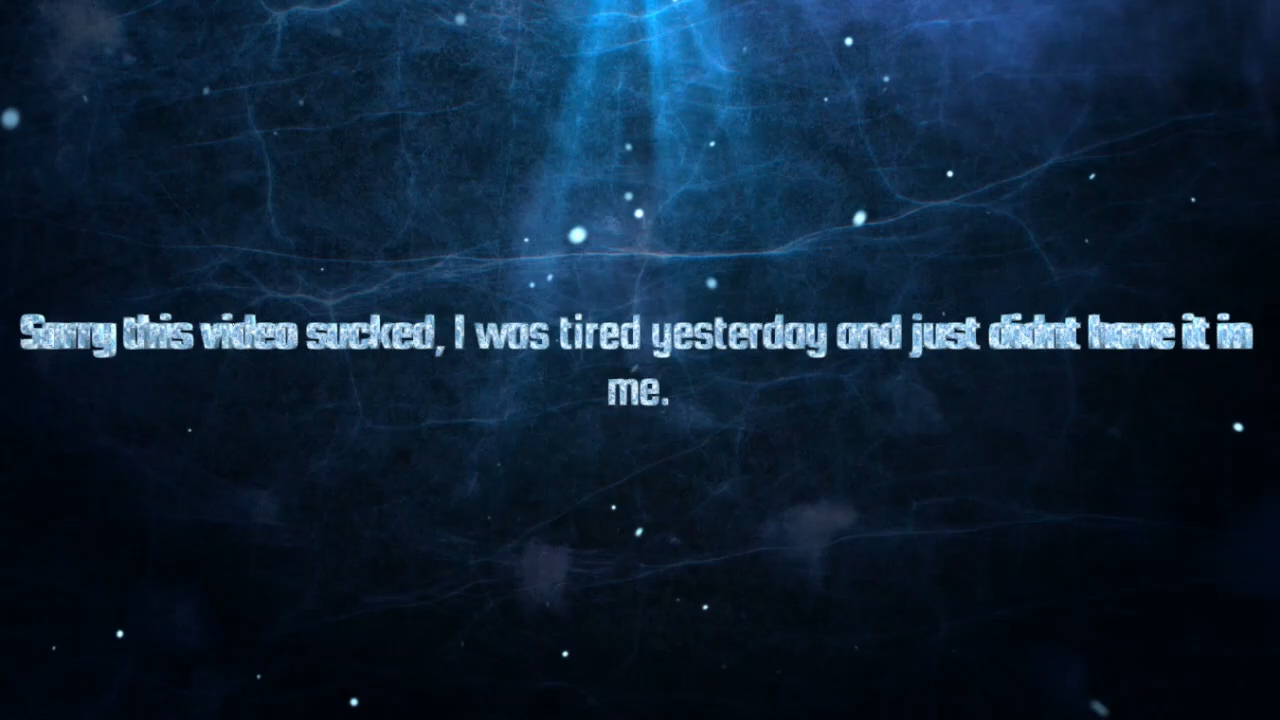 Sorry this video sucked, I was tired yesterday and just didnt have it in
me.